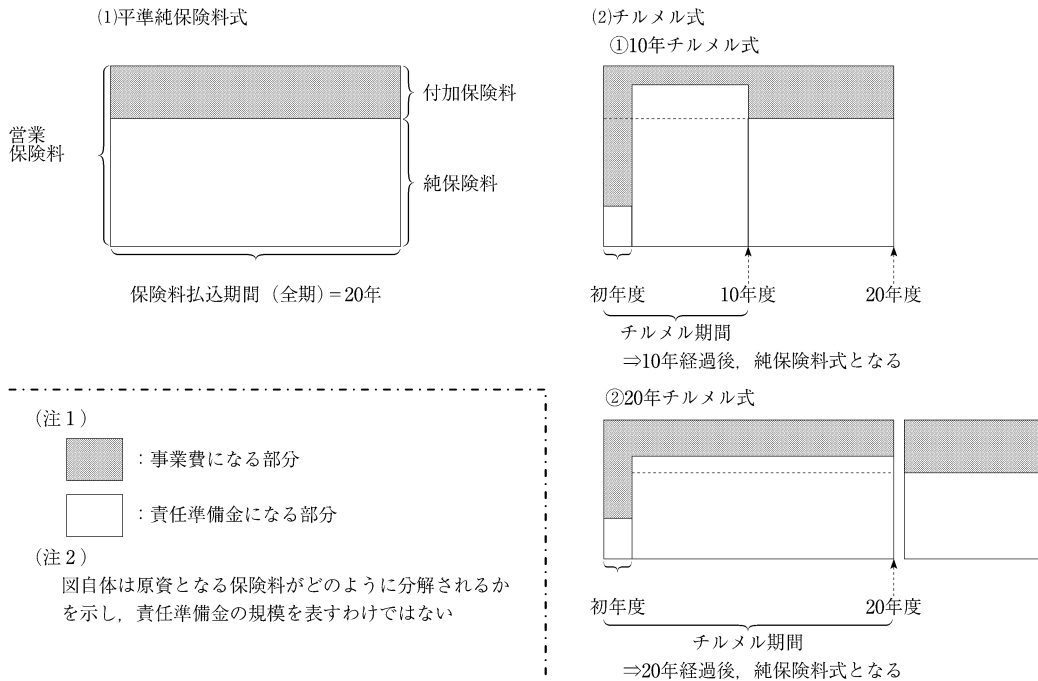 (1)平準純保険料式
営業
保険料
付加保険料
純保険料
保険料払込期間（全期）＝20年
(2)チルメル式
①10年チルメル式
初年度
10年度
20年度
チルメル期間
⇒10年経過後，純保険料式となる
②20年チルメル式
初年度
20年度
チルメル期間
⇒20年経過後，純保険料式となる
（注1）
：事業費になる部分
：責任準備金になる部分
（注2）
図自体は原資となる保険料がどのように分解されるか
を示し，責任準備金の規模を表すわけではない